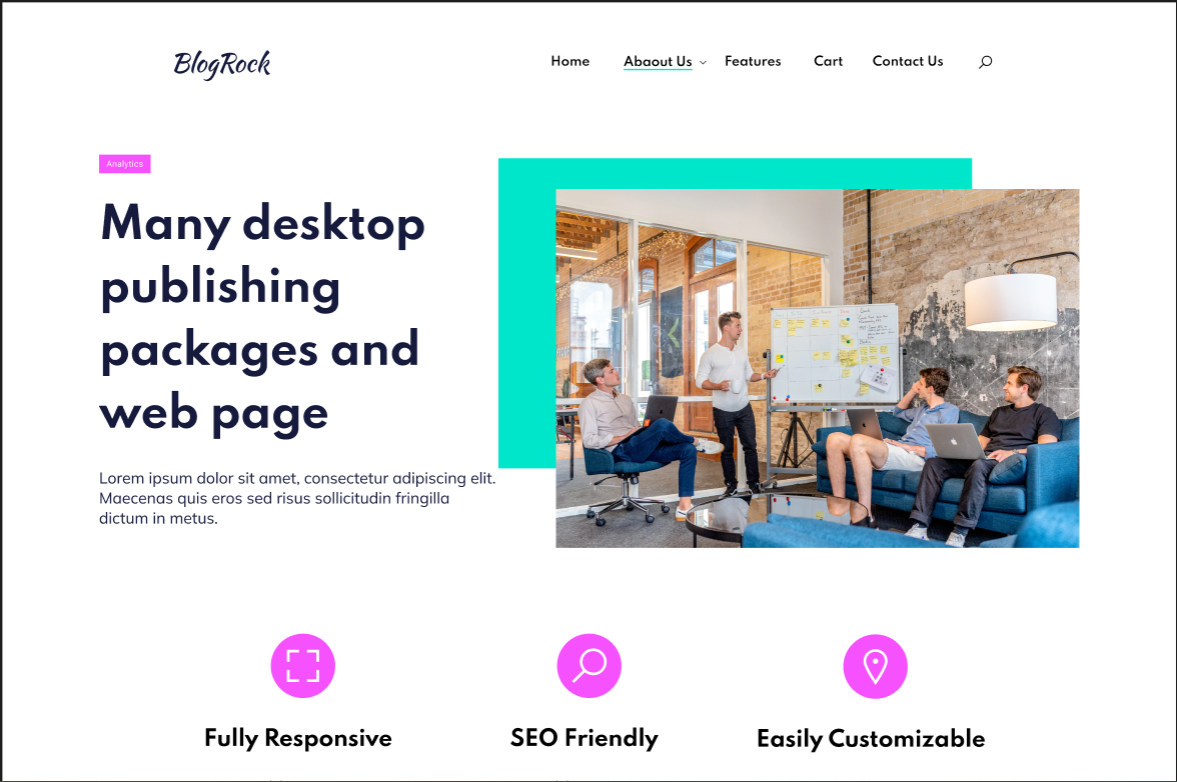 BlogRock
Home Abaout Us Features Cart Contact Us
Analytics
Many desktop
publishing
packages and
web page
Lorem ipsum dolor sit amet, consectetur adipiscing elit.
Maecenas quis eros sed risus sollicitudin fringilla
dictum in metus.
Fully Responsive SEO Friendly Easily Customizable